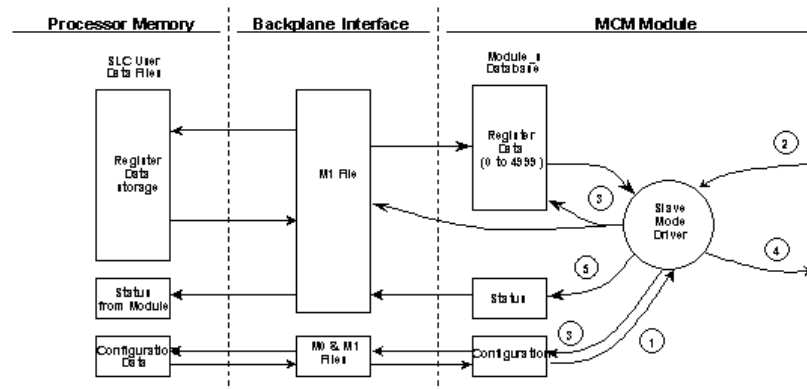 Processor Memory
Backplane Interface
MCM Module
SLC User
Data Files
Module's
Database
Register
Data
storage
M1 File
Register
Data
(0 to 4999)
2
3
Slave
Mode
Driver
4
5
Status
from Module
Status
3
1
Configuration
Data
M0 & M1
Files
Configuration